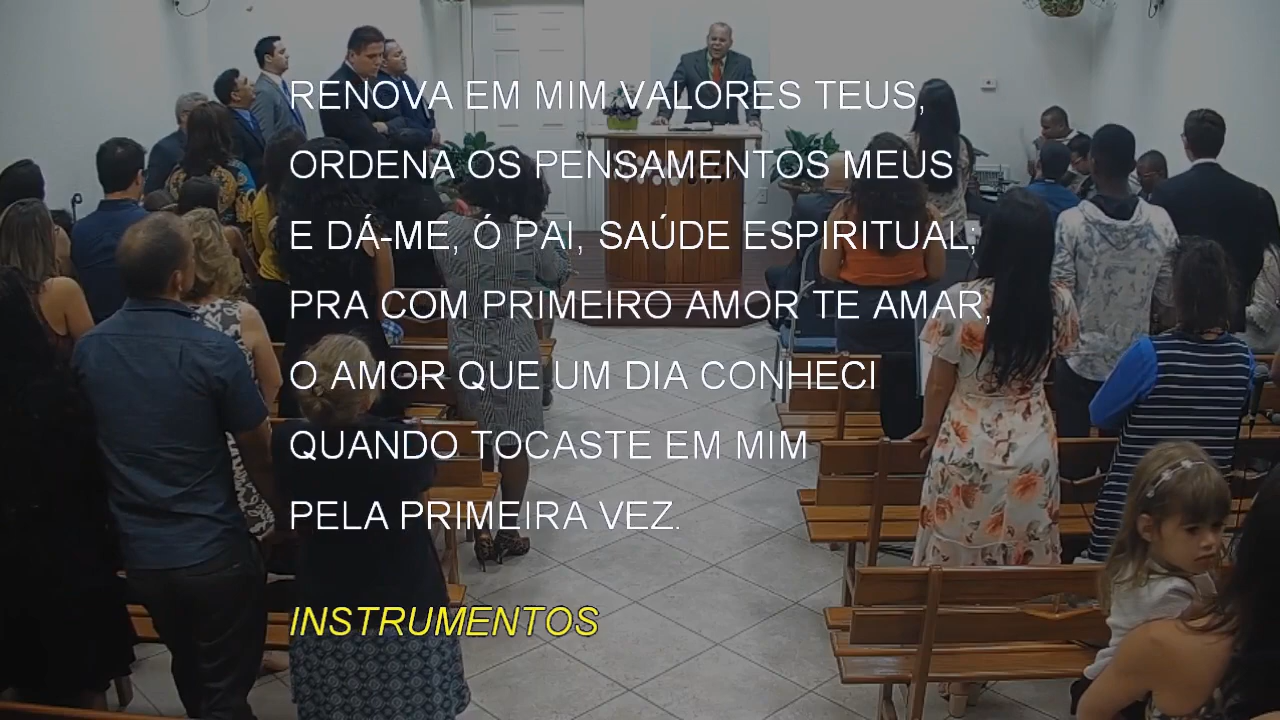 RENOVA EM MIM VALORES TEUS,
ORDENA OS PENSAMENTOS MEUS
E DÁ-ME, Ó PAI, SAÚDE ESPIRITUAL;
PRA COM PRIMEIRO AMOR TE AMAR,
O AMOR QUE UM DIA CONHECI
QUANDO TOCASTE EM MIM
PELA PRIMEIRA VEZ.
INSTRUMENTOS